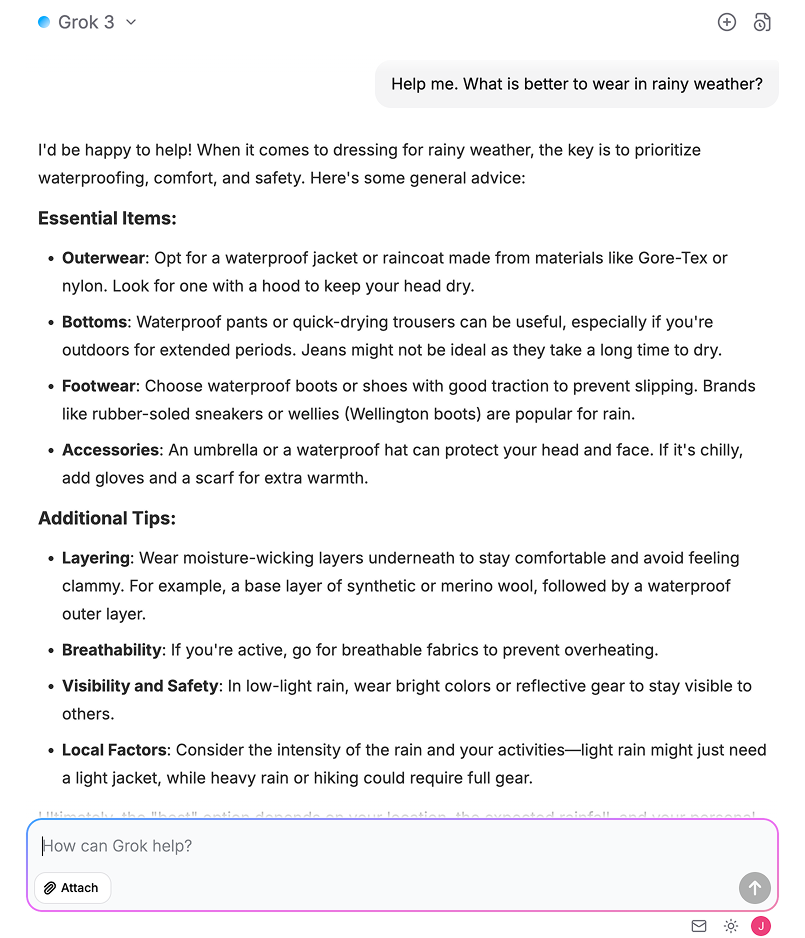 Grok 3
Help me. What is better to wear in rainy weather?
I'd be happy to help! When it comes to dressing for rainy weather, the key is to prioritize
waterproofing, comfort, and safety. Here's some general advice:
Essential Items:
• Outerwear: Opt for a waterproof jacket or raincoat made from materials like Gore-Tex or
nylon. Look for one with a hood to keep your head dry.
• Bottoms: Waterproof pants or quick-drying trousers can be useful, especially if you're
outdoors for extended periods. Jeans might not be ideal as they take a long time to dry.
• Footwear: Choose waterproof boots or shoes with good traction to prevent slipping. Brands
like rubber-soled sneakers or wellies (Wellington boots) are popular for rain.
• Accessories: An umbrella or a waterproof hat can protect your head and face. If it's chilly,
add gloves and a scarf for extra warmth.
Additional Tips:
• Layering: Wear moisture-wicking layers underneath to stay comfortable and avoid feeling
clammy. For example, a base layer of synthetic or merino wool, followed by a waterproof
outer layer.
• Breathability: If you're active, go for breathable fabrics to prevent overheating.
• Visibility and Safety: In low-light rain, wear bright colors or reflective gear to stay visible to
others.
• Local Factors: Consider the intensity of the rain and your activities—light rain might just need
a light jacket, while heavy rain or hiking could require full gear.
Ultimately, the "best" option depends on your location, the expected rainfall, and your personal
How can Grok help?
Attach
J